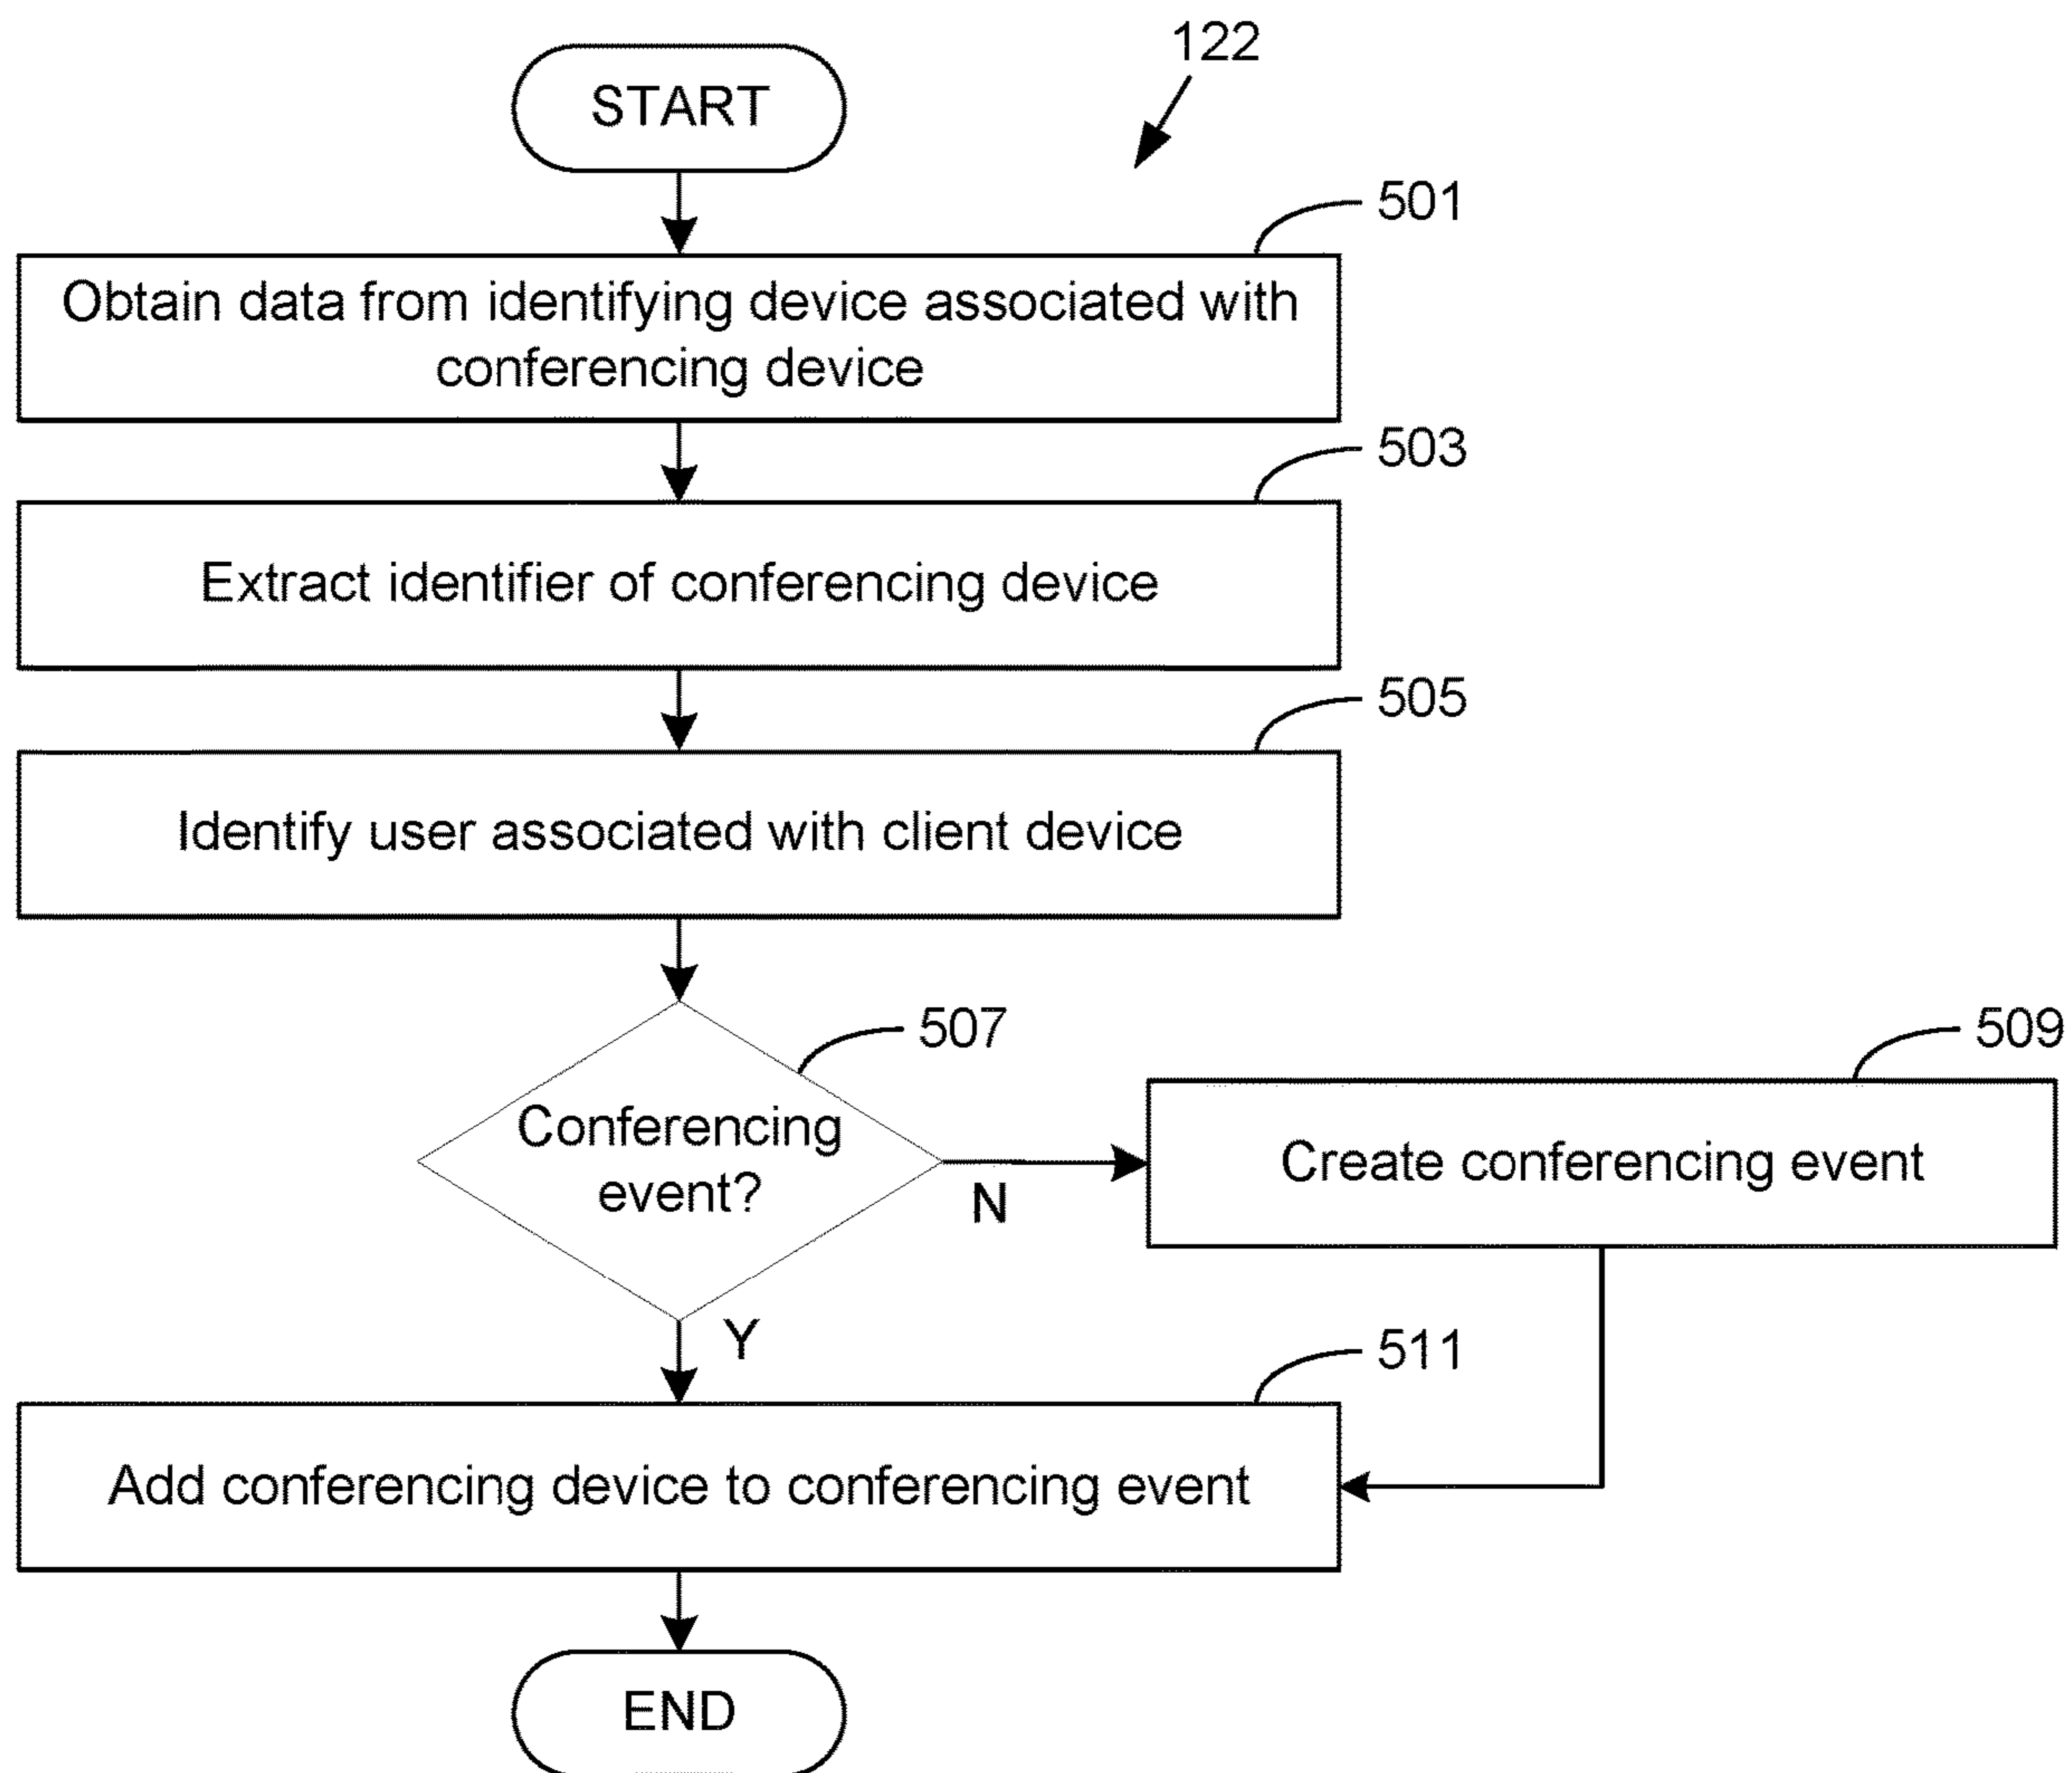 122
START
501
Obtain data from identifying device associated with
conferencing device
503
Extract identifier of conferencing device
505
Identify user associated with client device
507
Conferencing
event?
N
509
Create conferencing event
Y
511
Add conferencing device to conferencing event
END